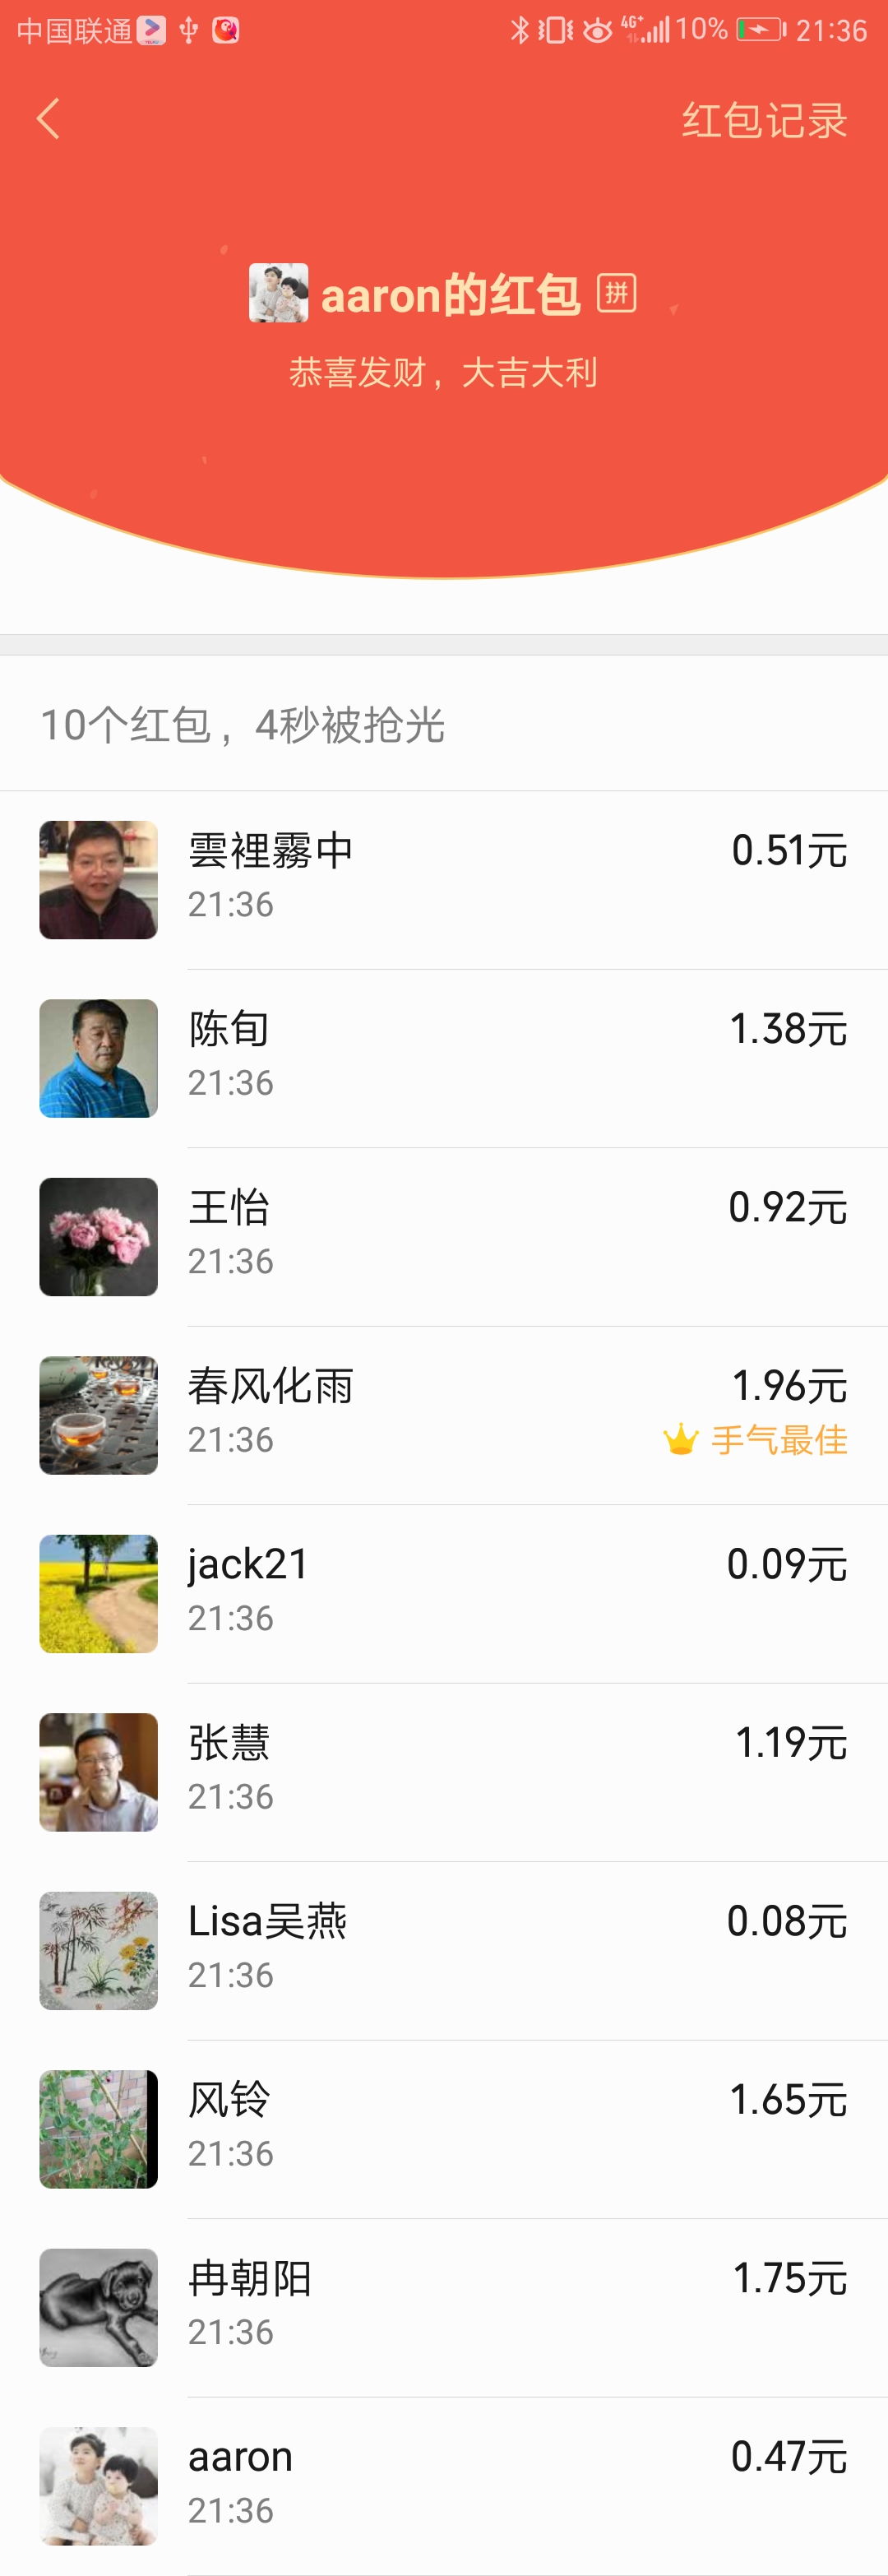 中国联通 4G+ 10% 21:36
红包记录
aaron的红包 拼
恭喜发财，大吉大利
10个红包，4秒被抢光
雲裡霧中 0.51元
21:36
陈旬 1.38元
21:36
王怡 0.92元
21:36
春风化雨 1.96元
21:36 手气最佳
jack21 0.09元
21:36
张慧 1.19元
21:36
Lisa吴燕 0.08元
21:36
风铃 1.65元
21:36
冉朝阳 1.75元
21:36
aaron 0.47元
21:36